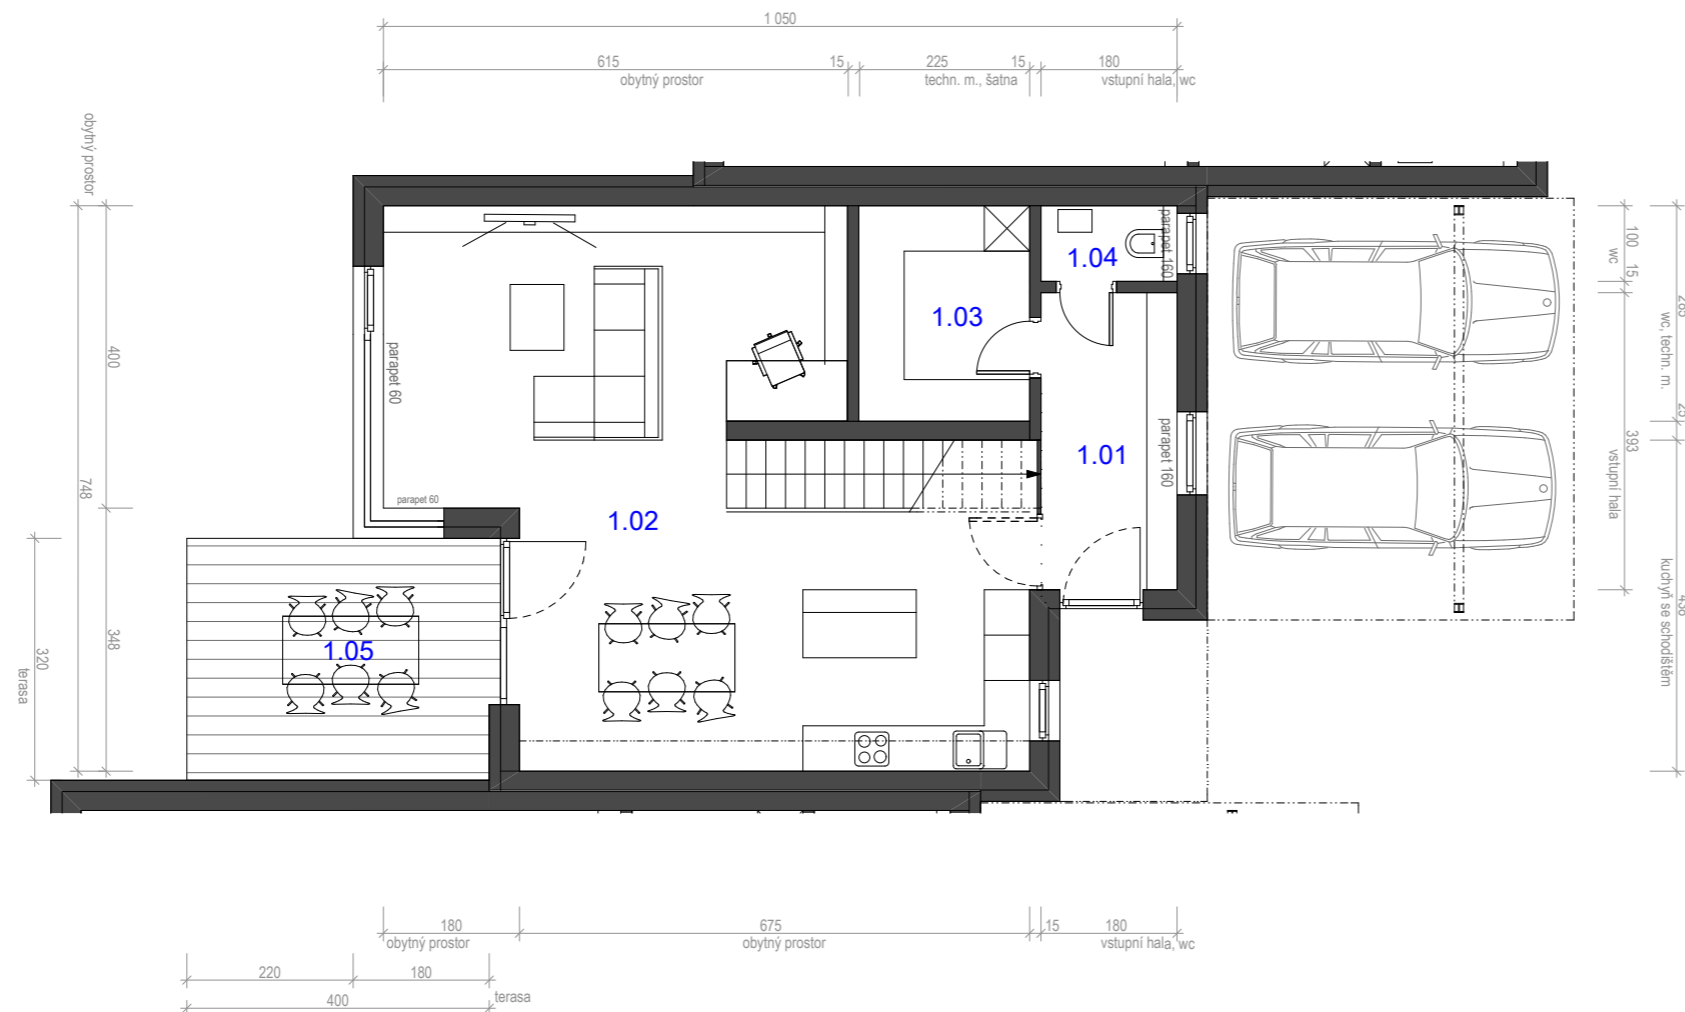 1 050
615
15
225
15
180
obytný prostor
techn. m., šatna
vstupní hala, wc
obytný prostor
400
748
348
320
terasa
parapet 60
parapet 60
parapet 160
parapet 160
1.04
1.03
1.01
1.02
1.05
100
15
wc
393
vstupní hala
265
wc, techn. m.
25
438
kuchyň se schodištěm
180
675
15
180
obytný prostor
obytný prostor
vstupní hala, wc
220
180
400
terasa